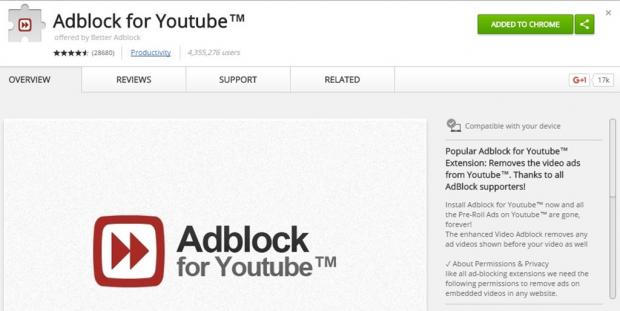 Adblock for Youtube™
offered by Better Adblock
(28680) Productivity 4,355,276 users
ADDED TO CHROME
OVERVIEW REVIEWS SUPPORT RELATED
G+1 17k
Adblock
for Youtube™
Compatible with your device
Popular Adblock for Youtube™
Extension: Removes the video ads
from Youtube™. Thanks to all
AdBlock supporters!
Install Adblock for Youtube™ now and all
the Pre-Roll Ads on Youtube™ are gone,
forever!
The enhanced Video Adblock removes any
ad videos shown before your video as well
✓ About Permissions & Privacy
like all ad-blocking extensions we need the
following permissions to remove ads on
embedded videos in any website.